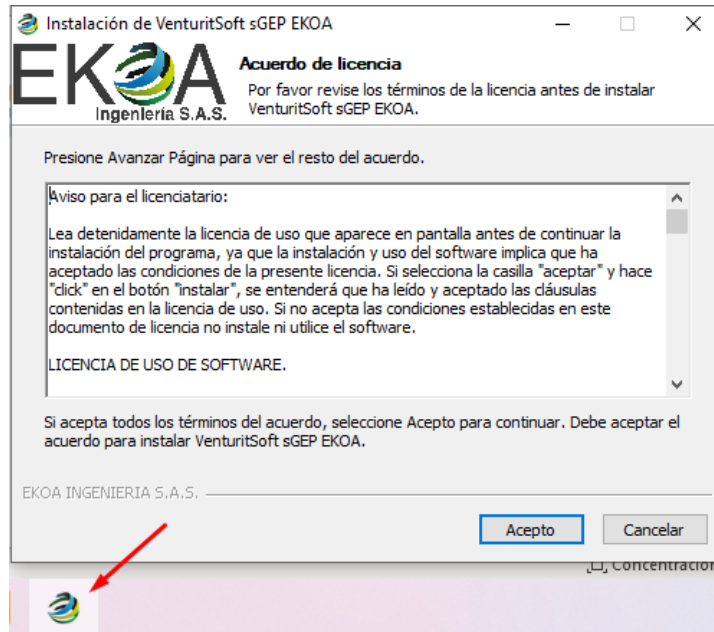 Instalación de VenturitSoft sGEP EKOA
EKOA
Ingeniería S.A.S.
Acuerdo de licencia
Por favor revise los términos de la licencia antes de instalar
VenturitSoft sGEP EKOA.
Presione Avanzar Página para ver el resto del acuerdo.
Aviso para el licenciatario:
Lea detenidamente la licencia de uso que aparece en pantalla antes de continuar la
instalación del programa, ya que la instalación y uso del software implica que ha
aceptado las condiciones de la presente licencia. Si selecciona la casilla "aceptar" y hace
"click" en el botón "instalar", se entenderá que ha leído y aceptado las cláusulas
contenidas en la licencia de uso. Si no acepta las condiciones establecidas en este
documento de licencia no instale ni utilice el software.
LICENCIA DE USO DE SOFTWARE.
Si acepta todos los términos del acuerdo, seleccione Acepto para continuar. Debe aceptar el
acuerdo para instalar VenturitSoft sGEP EKOA.
EKOA INGENIERIA S.A.S.
Acepto
Cancelar
Concentración